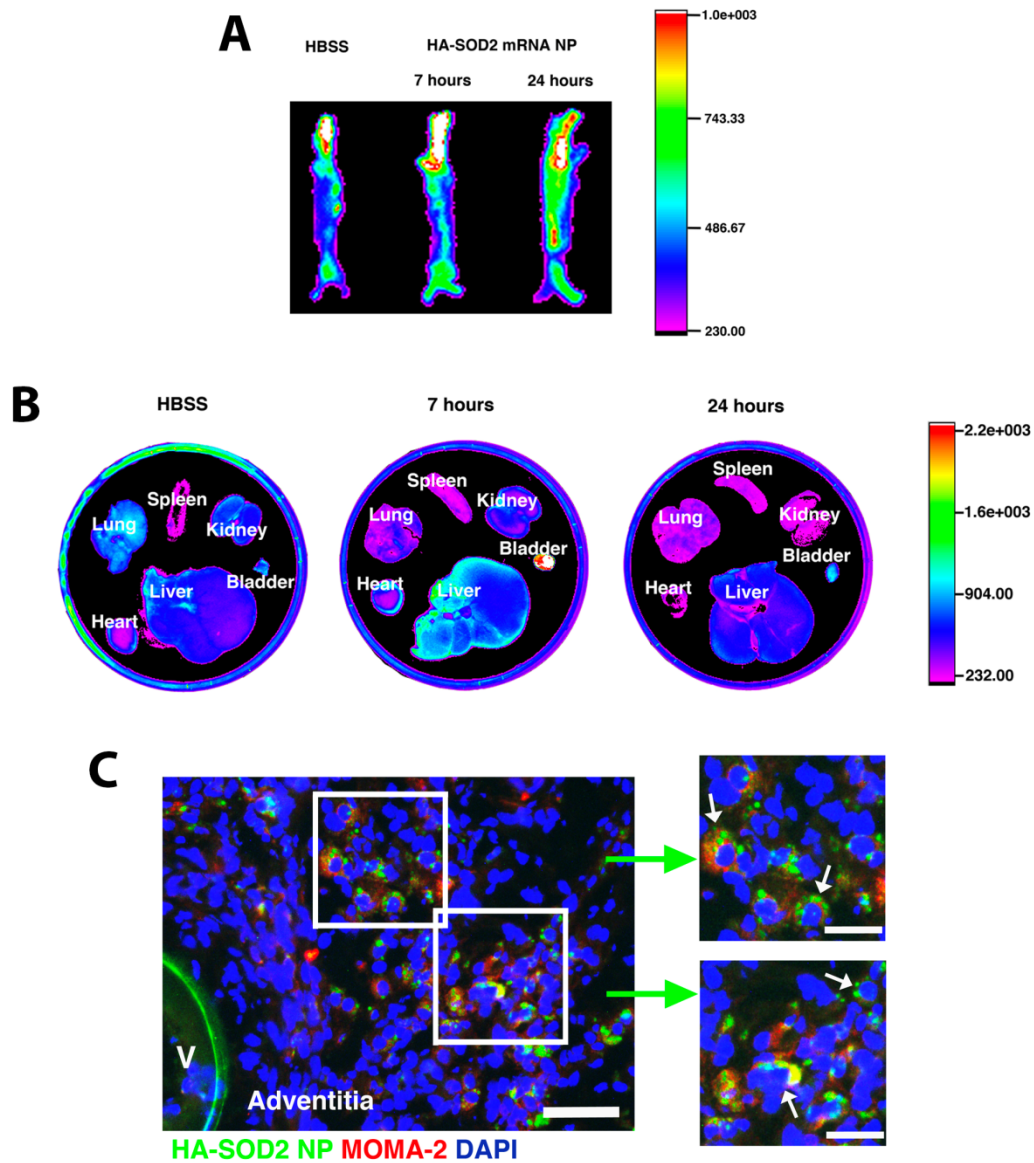 A
HBSS
HA-SOD2 mRNA NP
7 hours
24 hours
1.0e+003
743.33
486.67
230.00
B
HBSS
7 hours
24 hours
Spleen
Lung
Kidney
Bladder
Liver
Heart
Spleen
Kidney
Lung
Bladder
Heart
Liver
Spleen
Lung
Kidney
Bladder
Heart
Liver
2.2e+003
1.6e+003
904.00
232.00
C
V
Adventitia
HA-SOD2 NP MOMA-2 DAPI